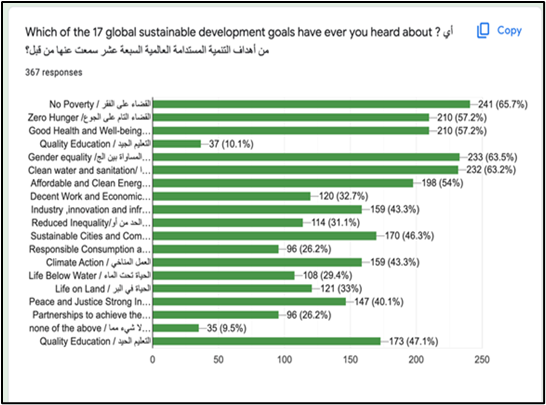 Which of the 17 global sustainable development goals have ever you heard about ? أي
من أهداف التنمية المستدامة العالمية السبعة عشر سمعت عنها من قبل؟
Copy
367 responses
No Poverty / القضاء على الفقر 241 (65.7%)
Zero Hunger /القضاء التام على الجوع 210 (57.2%)
Good Health and Well-being... 210 (57.2%)
Quality Education / التعليم الجيد 37 (10.1%)
Gender equality /المساواة بين الج... 233 (63.5%)
Clean water and sanitation/ ا... 232 (63.2%)
Affordable and Clean Energ... 198 (54%)
Decent Work and Economic... 120 (32.7%)
Industry ,innovation and infr... 159 (43.3%)
Reduced Inequality/الحد من أو... 114 (31.1%)
Sustainable Cities and Com... 170 (46.3%)
Responsible Consumption a... 96 (26.2%)
Climate Action / العمل المناخي 159 (43.3%)
Life Below Water / الحياة تحت الماء 108 (29.4%)
Life on Land / الحياة في البر 121 (33%)
Peace and Justice Strong In... 147 (40.1%)
Partnerships to achieve the... 96 (26.2%)
none of the above / لا شيء مما... 35 (9.5%)
Quality Education / التعليم الجيد 173 (47.1%)
0 50 100 150 200 250